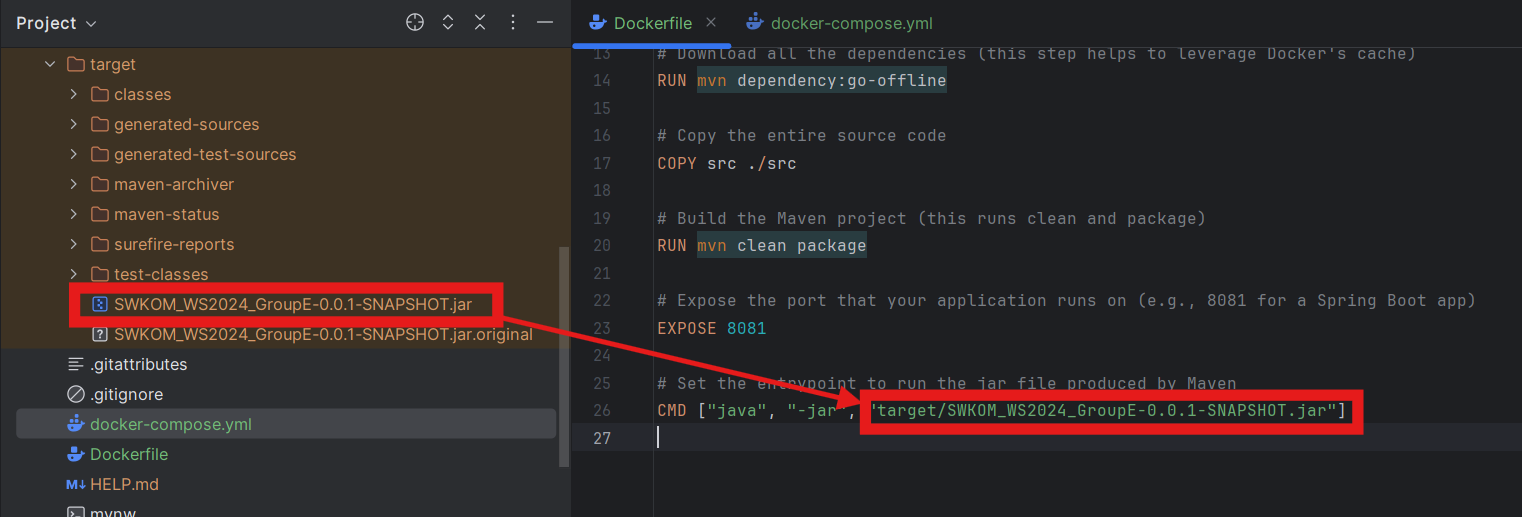 Project
target
classes
generated-sources
generated-test-sources
maven-archiver
maven-status
surefire-reports
test-classes
SWKOM_WS2024_GroupE-0.0.1-SNAPSHOT.jar
SWKOM_WS2024_GroupE-0.0.1-SNAPSHOT.jar.original
.gitattributes
.gitignore
docker-compose.yml
Dockerfile
M↓ HELP.md
mvnw
Dockerfile
docker-compose.yml
13 # Download all the dependencies (this step helps to leverage Docker's cache)
14 RUN mvn dependency:go-offline
15
16 # Copy the entire source code
17 COPY src ./src
18
19 # Build the Maven project (this runs clean and package)
20 RUN mvn clean package
21
22 # Expose the port that your application runs on (e.g., 8081 for a Spring Boot app)
23 EXPOSE 8081
24
25 # Set the entrypoint to run the jar file produced by Maven
26 CMD ["java", "-jar", "target/SWKOM_WS2024_GroupE-0.0.1-SNAPSHOT.jar"]
27